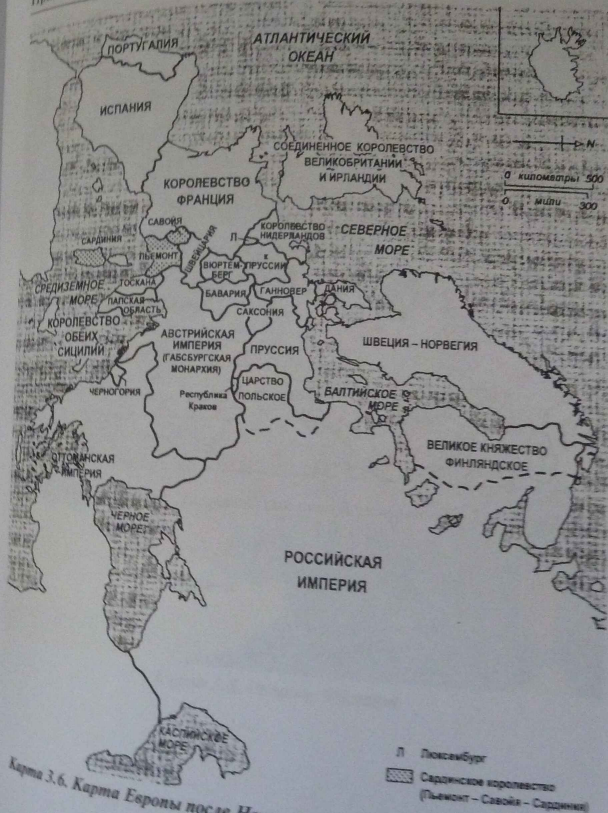 ПОРТУГАЛИЯ
АТЛАНТИЧЕСКИЙ
ОКЕАН
ИСПАНИЯ
N
СОЕДИНЕННОЕ КОРОЛЕВСТВО
ВЕЛИКОБРИТАНИИ
И ИРЛАНДИИ
0 километры 500
0 мили 300
КОРОЛЕВСТВО
ФРАНЦИЯ
САВОЙЯ
Л
КОРОЛЕВСТВО
НИДЕРЛАНДОВ
СЕВЕРНОЕ
МОРЕ
САРДИНИЯ
ПЬЕМОНТ
ШВЕЙЦАРИЯ
ВЮРТЕМ-
БЕРГ
ПРУССИИ
СРЕДИЗЕМНОЕ
МОРЕ
ТОСКАНА
ПАПСКАЯ
ОБЛАСТЬ
БАВАРИЯ
ГАННОВЕР
ДАНИЯ
САКСОНИЯ
КОРОЛЕВСТВО
ОБЕИХ
СИЦИЛИЙ
АВСТРИЙСКАЯ
ИМПЕРИЯ
(ГАБСБУРГСКАЯ
МОНАРХИЯ)
ПРУССИЯ
ШВЕЦИЯ – НОРВЕГИЯ
ЧЕРНОГОРИЯ
Республика
Краков
ЦАРСТВО
ПОЛЬСКОЕ
БАЛТИЙСКОЕ
МОРЕ
ВЕЛИКОЕ КНЯЖЕСТВО
ФИНЛЯНДСКОЕ
ОТТОМАНСКАЯ
ИМПЕРИЯ
ЧЕРНОЕ
МОРЕ
РОССИЙСКАЯ
ИМПЕРИЯ
КАСПИЙСКОЕ
МОРЕ
Л Люксембург
Сардинское королевство
(Пьемонт – Савойя – Сардиния)
Карта 3.6. Карта Европы после